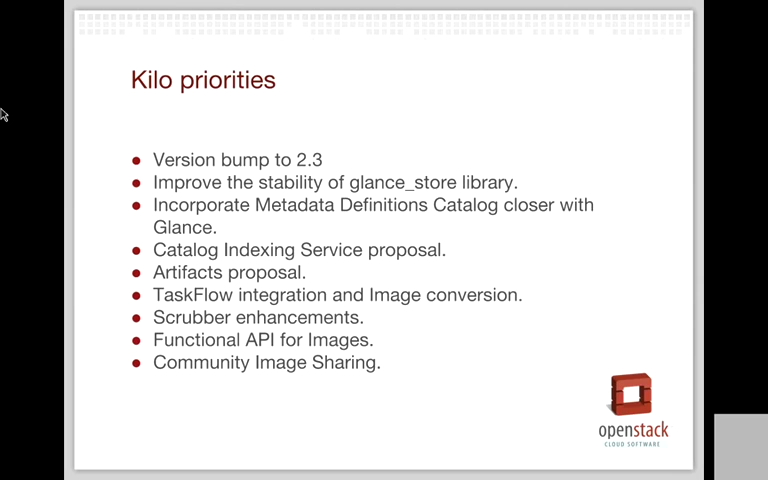 Kilo priorities
Version bump to 2.3
Improve the stability of glance_store library.
Incorporate Metadata Definitions Catalog closer with
Glance.
Catalog Indexing Service proposal.
Artifacts proposal.
TaskFlow integration and Image conversion.
Scrubber enhancements.
Functional API for Images.
Community Image Sharing.
openstack
CLOUD SOFTWARE